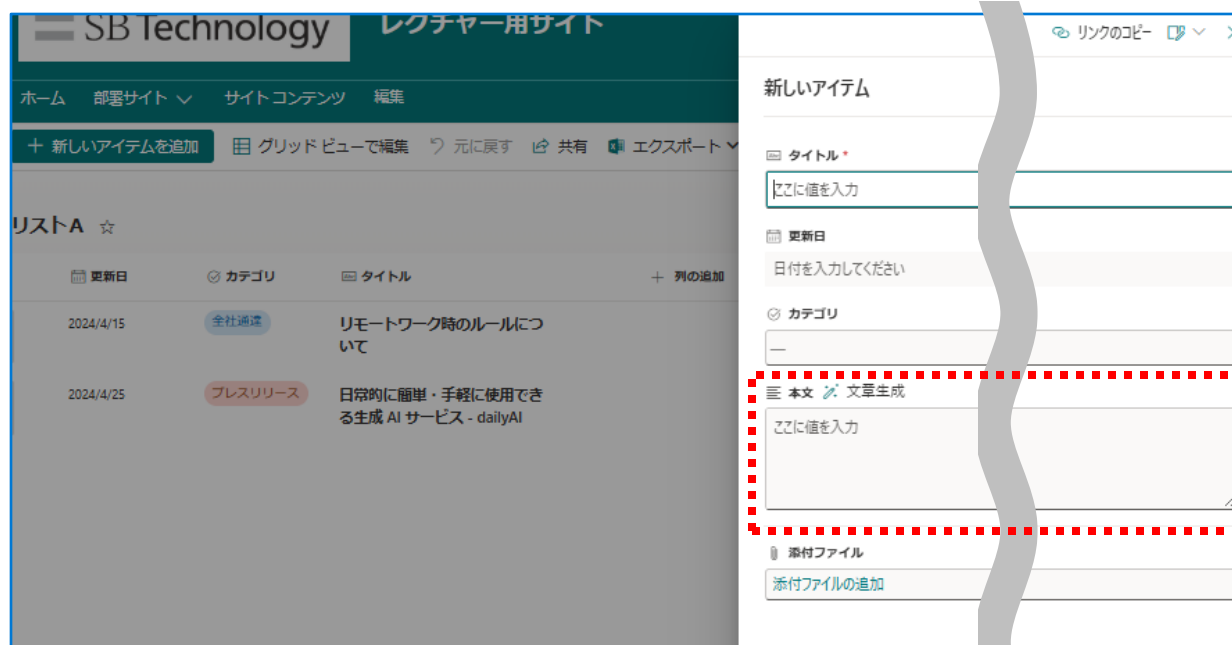 SB Technology
レクチャー用サイト
ホーム 部署サイト サイト コンテンツ 編集
新しいアイテムを追加 グリッド ビューで編集 元に戻す 共有 エクスポート
リストA
更新日 カテゴリ タイトル 列の追加
2024/4/15 全社通達 リモートワーク時のルールにつ
いて
2024/4/25 プレスリリース 日常的に簡単・手軽に使用でき
る生成 AI サービス - dailyAI
リンクのコピー
新しいアイテム
タイトル *
ここに値を入力
更新日
日付を入力してください
カテゴリ
—
本文 文章生成
ここに値を入力
添付ファイル
添付ファイルの追加